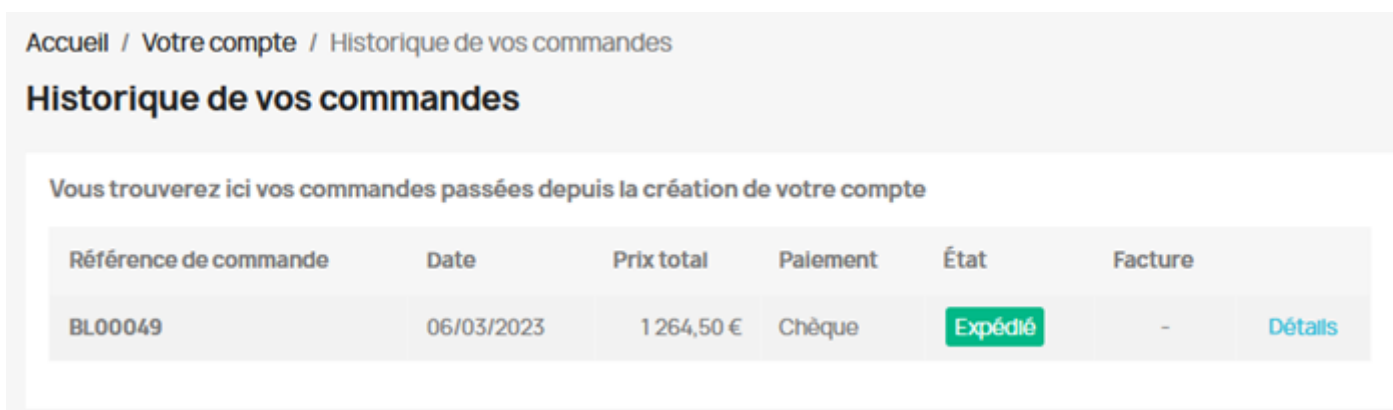 Accueil / Votre compte / Historique de vos commandes
Historique de vos commandes
Vous trouverez ici vos commandes passées depuis la création de votre compte
Référence de commande Date Prix total Paiement État Facture
BL00049 06/03/2023 1 264,50 € Chèque Expédié - Détails